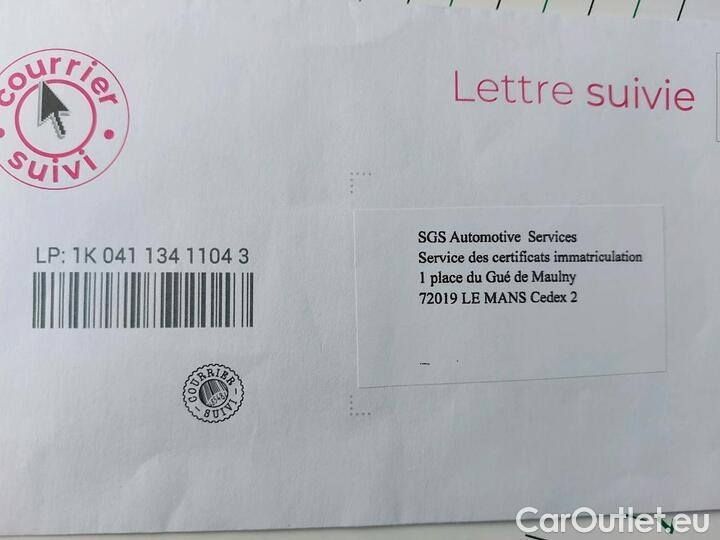 courrier
suivi
Lettre suivie
LP: 1K 041 134 1104 3
SGS Automotive Services
Service des certificats immatriculation
1 place du Gué de Maulny
72019 LE MANS Cedex 2
COURRIER
SUIVI
CarOutlet.eu